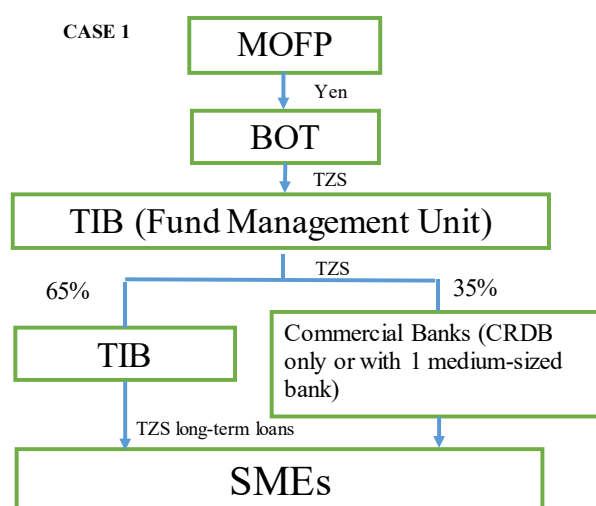 CASE 1
MOFP
Yen
BOT
TZS
TIB (Fund Management Unit)
TZS
65%
35%
TIB
Commercial Banks (CRDB
only or with 1 medium-sized
bank)
TZS long-term loans
SMEs